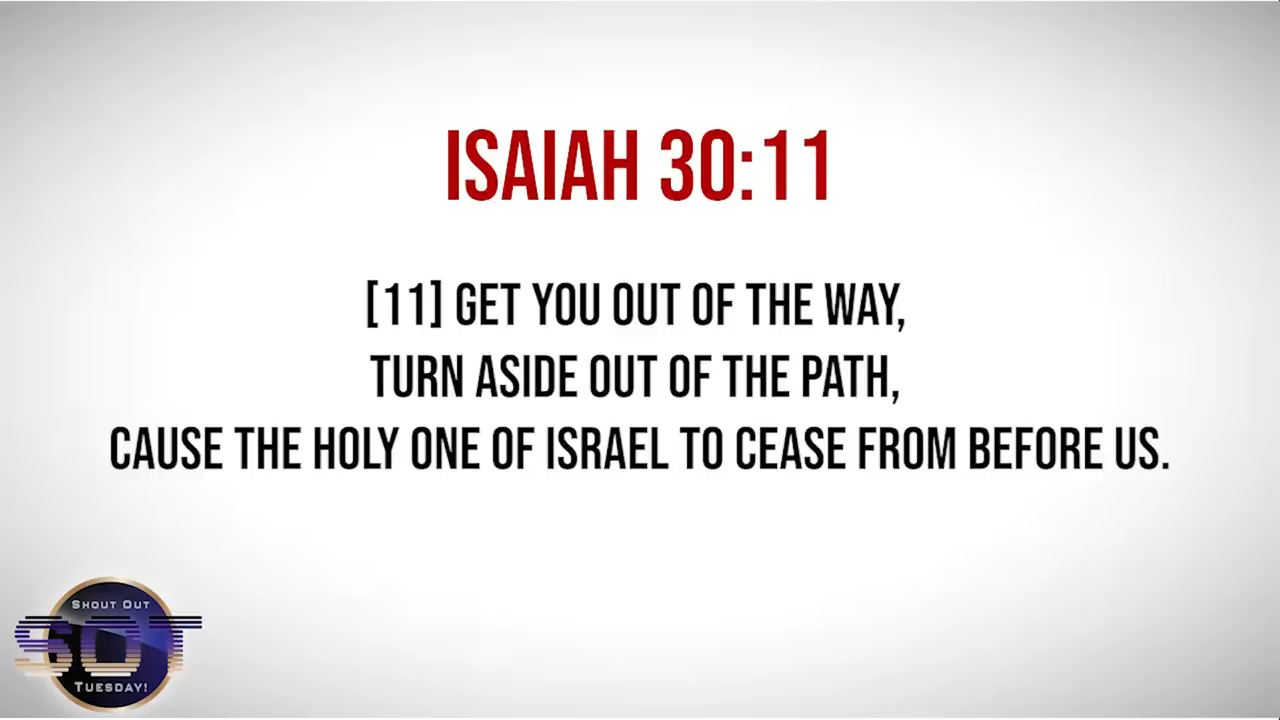 ISAIAH 30:11
[11] GET YOU OUT OF THE WAY,
TURN ASIDE OUT OF THE PATH,
CAUSE THE HOLY ONE OF ISRAEL TO CEASE FROM BEFORE US.
SHOUT OUT
SOT
TUESDAY!